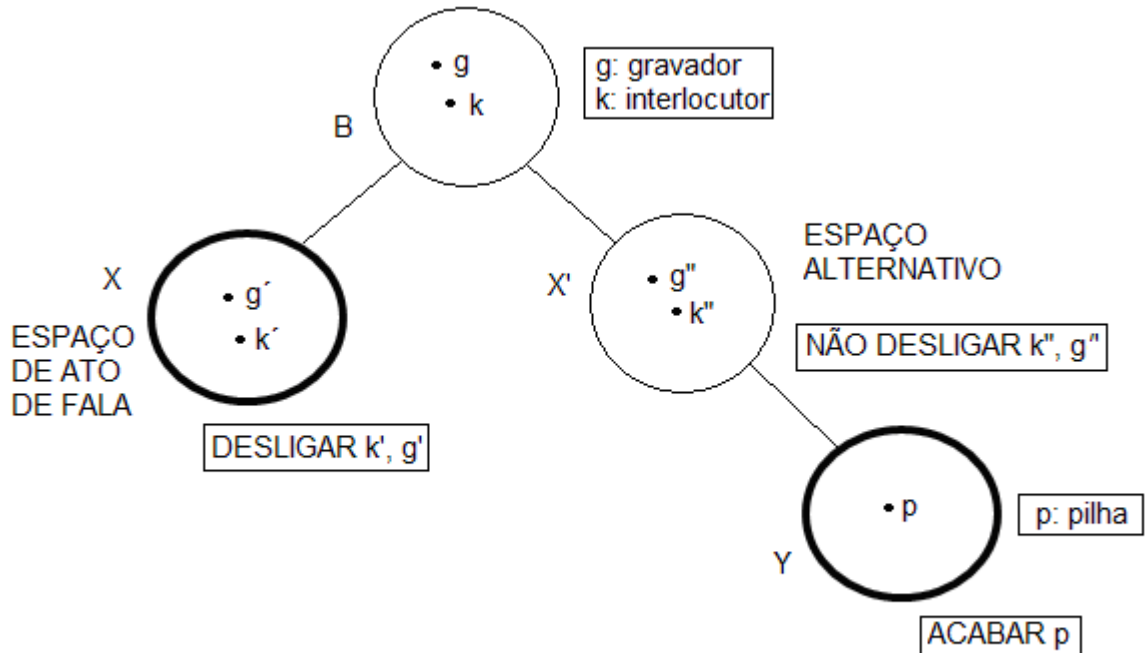 g
k
B
g: gravador
k: interlocutor
X
g´
k´
ESPAÇO
DE ATO
DE FALA
DESLIGAR k', g'
X'
g"
k"
ESPAÇO
ALTERNATIVO
NÃO DESLIGAR k", g"
p
p: pilha
Y
ACABAR p